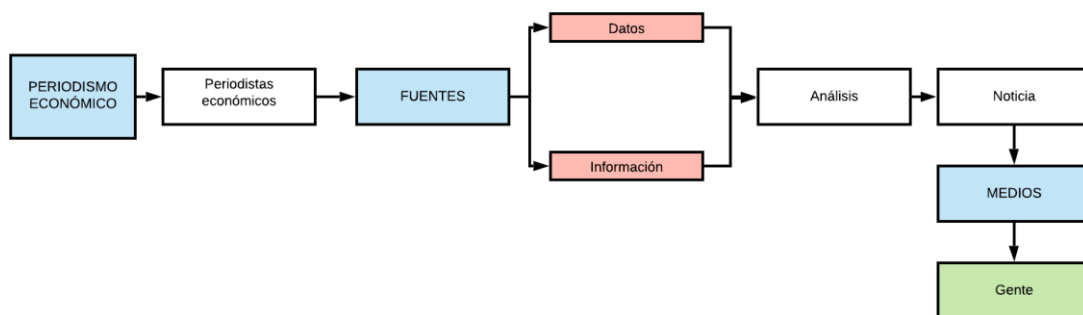 PERIODISMO
ECONÓMICO
Periodistas
económicos
FUENTES
Datos
Información
Análisis
Noticia
MEDIOS
Gente